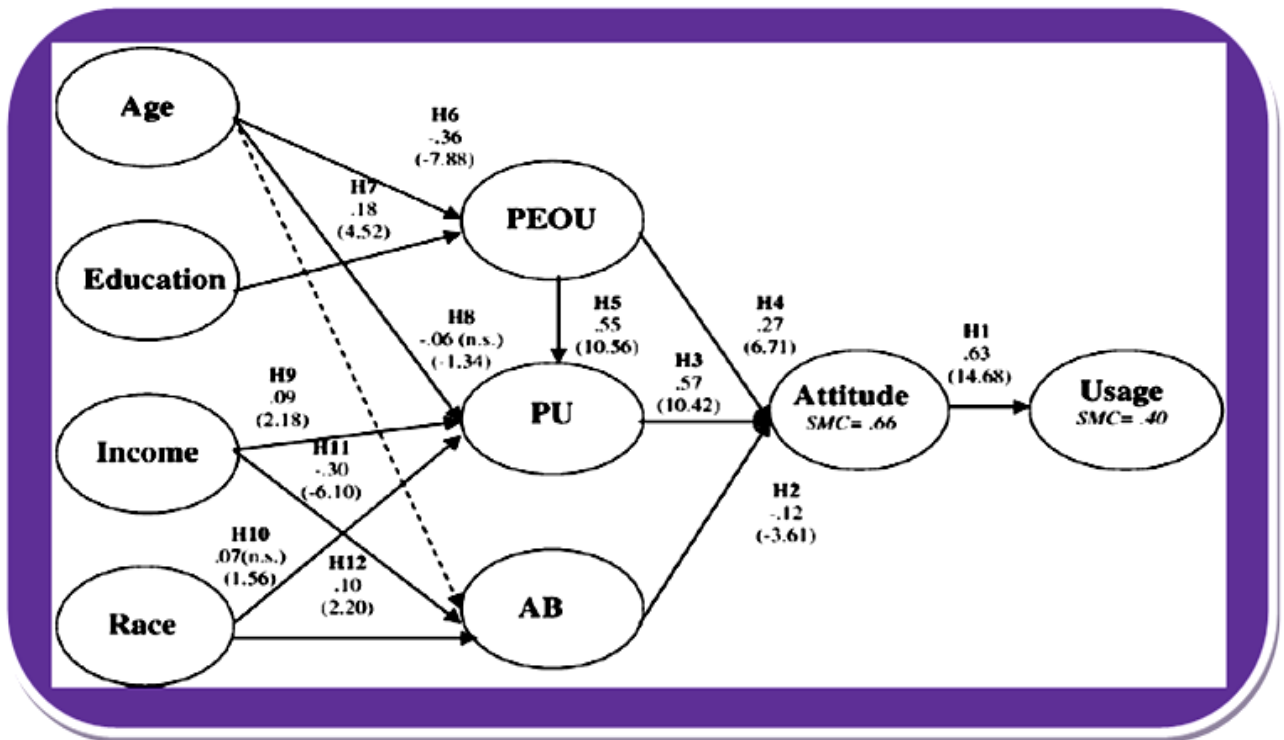 Age
H6
-.36
(-7.88)
H7
.18
(4.52)
PEOU
Education
H8
-.06 (n.s.)
(-1.34)
H5
.55
(10.56)
H4
.27
(6.71)
H1
.63
(14.68)
H9
.09
(2.18)
H3
.57
(10.42)
PU
Attitude
SMC= .66
Usage
SMC= .40
Income
H11
-.30
(-6.10)
H2
-.12
(-3.61)
H10
.07(n.s.)
(1.56)
H12
.10
(2.20)
AB
Race